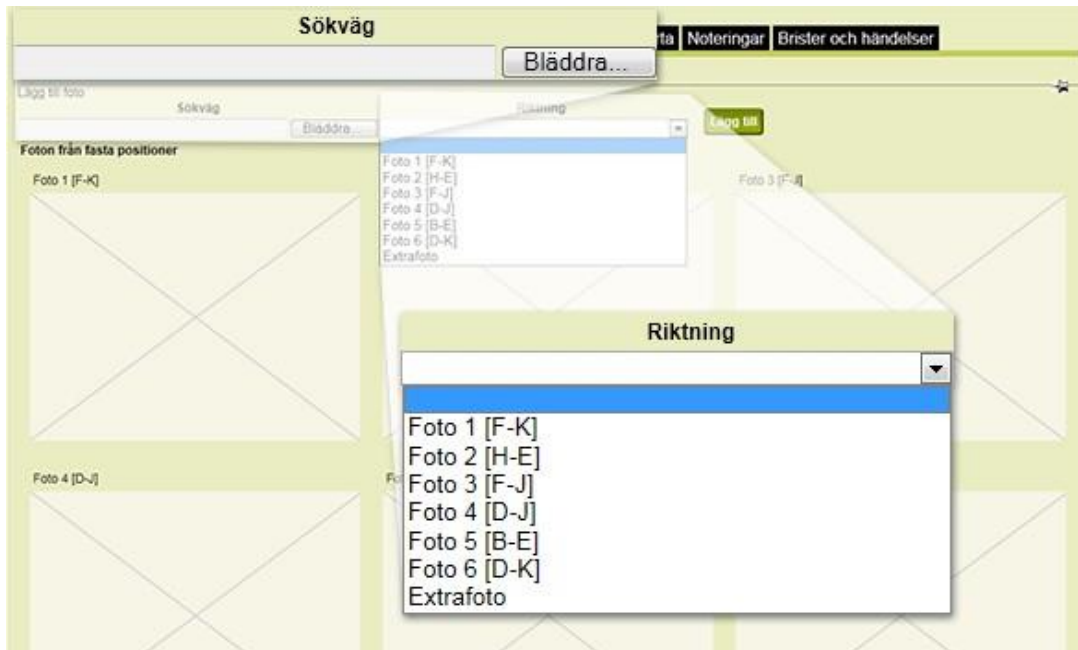 Sökväg
Bläddra...
rta Noteringar Brister och händelser
Lägg till foto
Sökväg
Riktning
Bläddra...
Lägg till
Foton från fasta positioner
Foto 1 [F-K]
Foto 2 [H-E]
Foto 3 [F-J]
Foto 4 [D-J]
Foto 5 [B-E]
Foto 6 [D-K]
Extrafoto
Foto 1 [F-K]
Foto 3 [F-J]
Riktning
Foto 1 [F-K]
Foto 2 [H-E]
Foto 3 [F-J]
Foto 4 [D-J]
Foto 5 [B-E]
Foto 6 [D-K]
Extrafoto
Foto 4 [D-J]